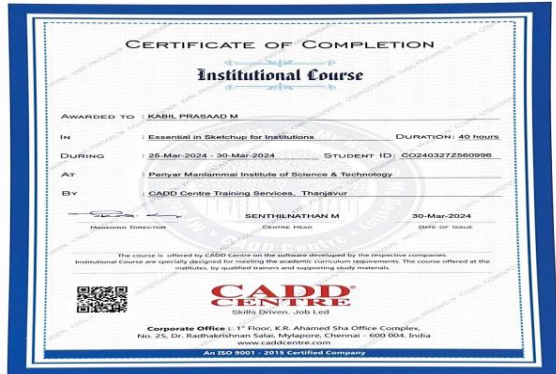 CERTIFICATE OF COMPLETION
Institutional Course
AWARDED TO : KABIL PRASAAD M
IN : Essential in Sketchup for Institutions DURATION: 40 hours
DURING : 25-Mar-2024 - 30-Mar-2024 STUDENT ID: CO240327Z560996
AT : Periyar Maniammai Institute of Science & Technology
BY : CADD Centre Training Services, Thanjavur
SENTHILNATHAN M 30-Mar-2024
MANAGING DIRECTOR CENTRE HEAD DATE OF ISSUE
The course is offered by CADD Centre on the software developed by the respective companies.
Institutional Course are specially designed for meeting the academic curriculum requirements. The course offered at the
institutes, by qualified trainers and supporting study materials.
CADD
CENTRE
Skills Driven. Job Led
Corporate Office : 1st Floor, K.R. Ahamed Sha Office Complex,
No. 25, Dr. Radhakrishnan Salai, Mylapore, Chennai - 600 004. India
www.caddcentre.com
An ISO 9001 - 2015 Certified Company